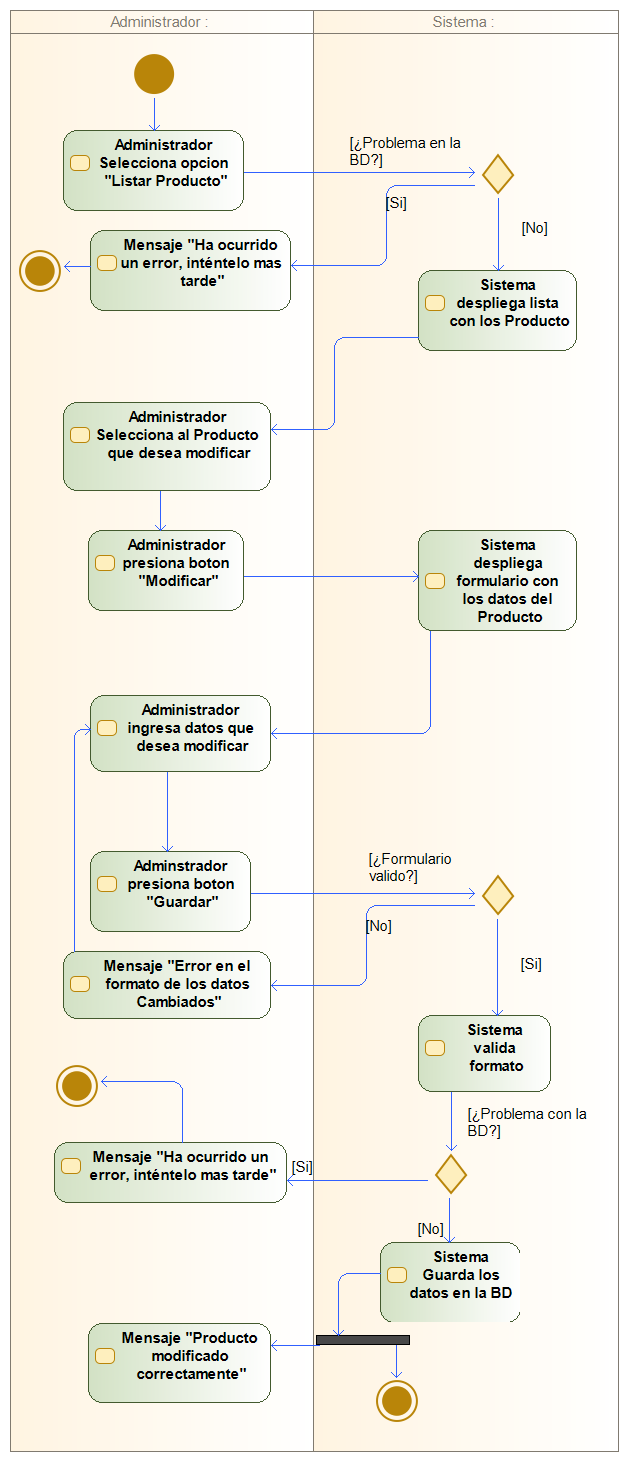 Administrador :
Sistema :
Administrador
Selecciona opcion
"Listar Producto"
[¿Problema en la
BD?]
[Si]
[No]
Mensaje "Ha ocurrido
un error, inténtelo mas
tarde"
Sistema
despliega lista
con los Producto
Administrador
Selecciona al Producto
que desea modificar
Administrador
presiona boton
"Modificar"
Sistema
despliega
formulario con
los datos del
Producto
Administrador
ingresa datos que
desea modificar
Adminstrador
presiona boton
"Guardar"
[¿Formulario
valido?]
[No]
[Si]
Mensaje "Error en el
formato de los datos
Cambiados"
Sistema
valida
formato
[¿Problema con la
BD?]
Mensaje "Ha ocurrido un
error, inténtelo mas tarde"
[Si]
[No]
Sistema
Guarda los
datos en la BD
Mensaje "Producto
modificado
correctamente"